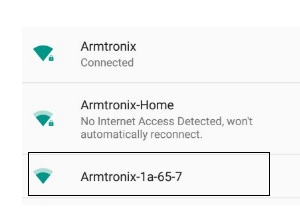 Armtronix
Connected
Armtronix-Home
No Internet Access Detected, won't
automatically reconnect.
Armtronix-1a-65-7